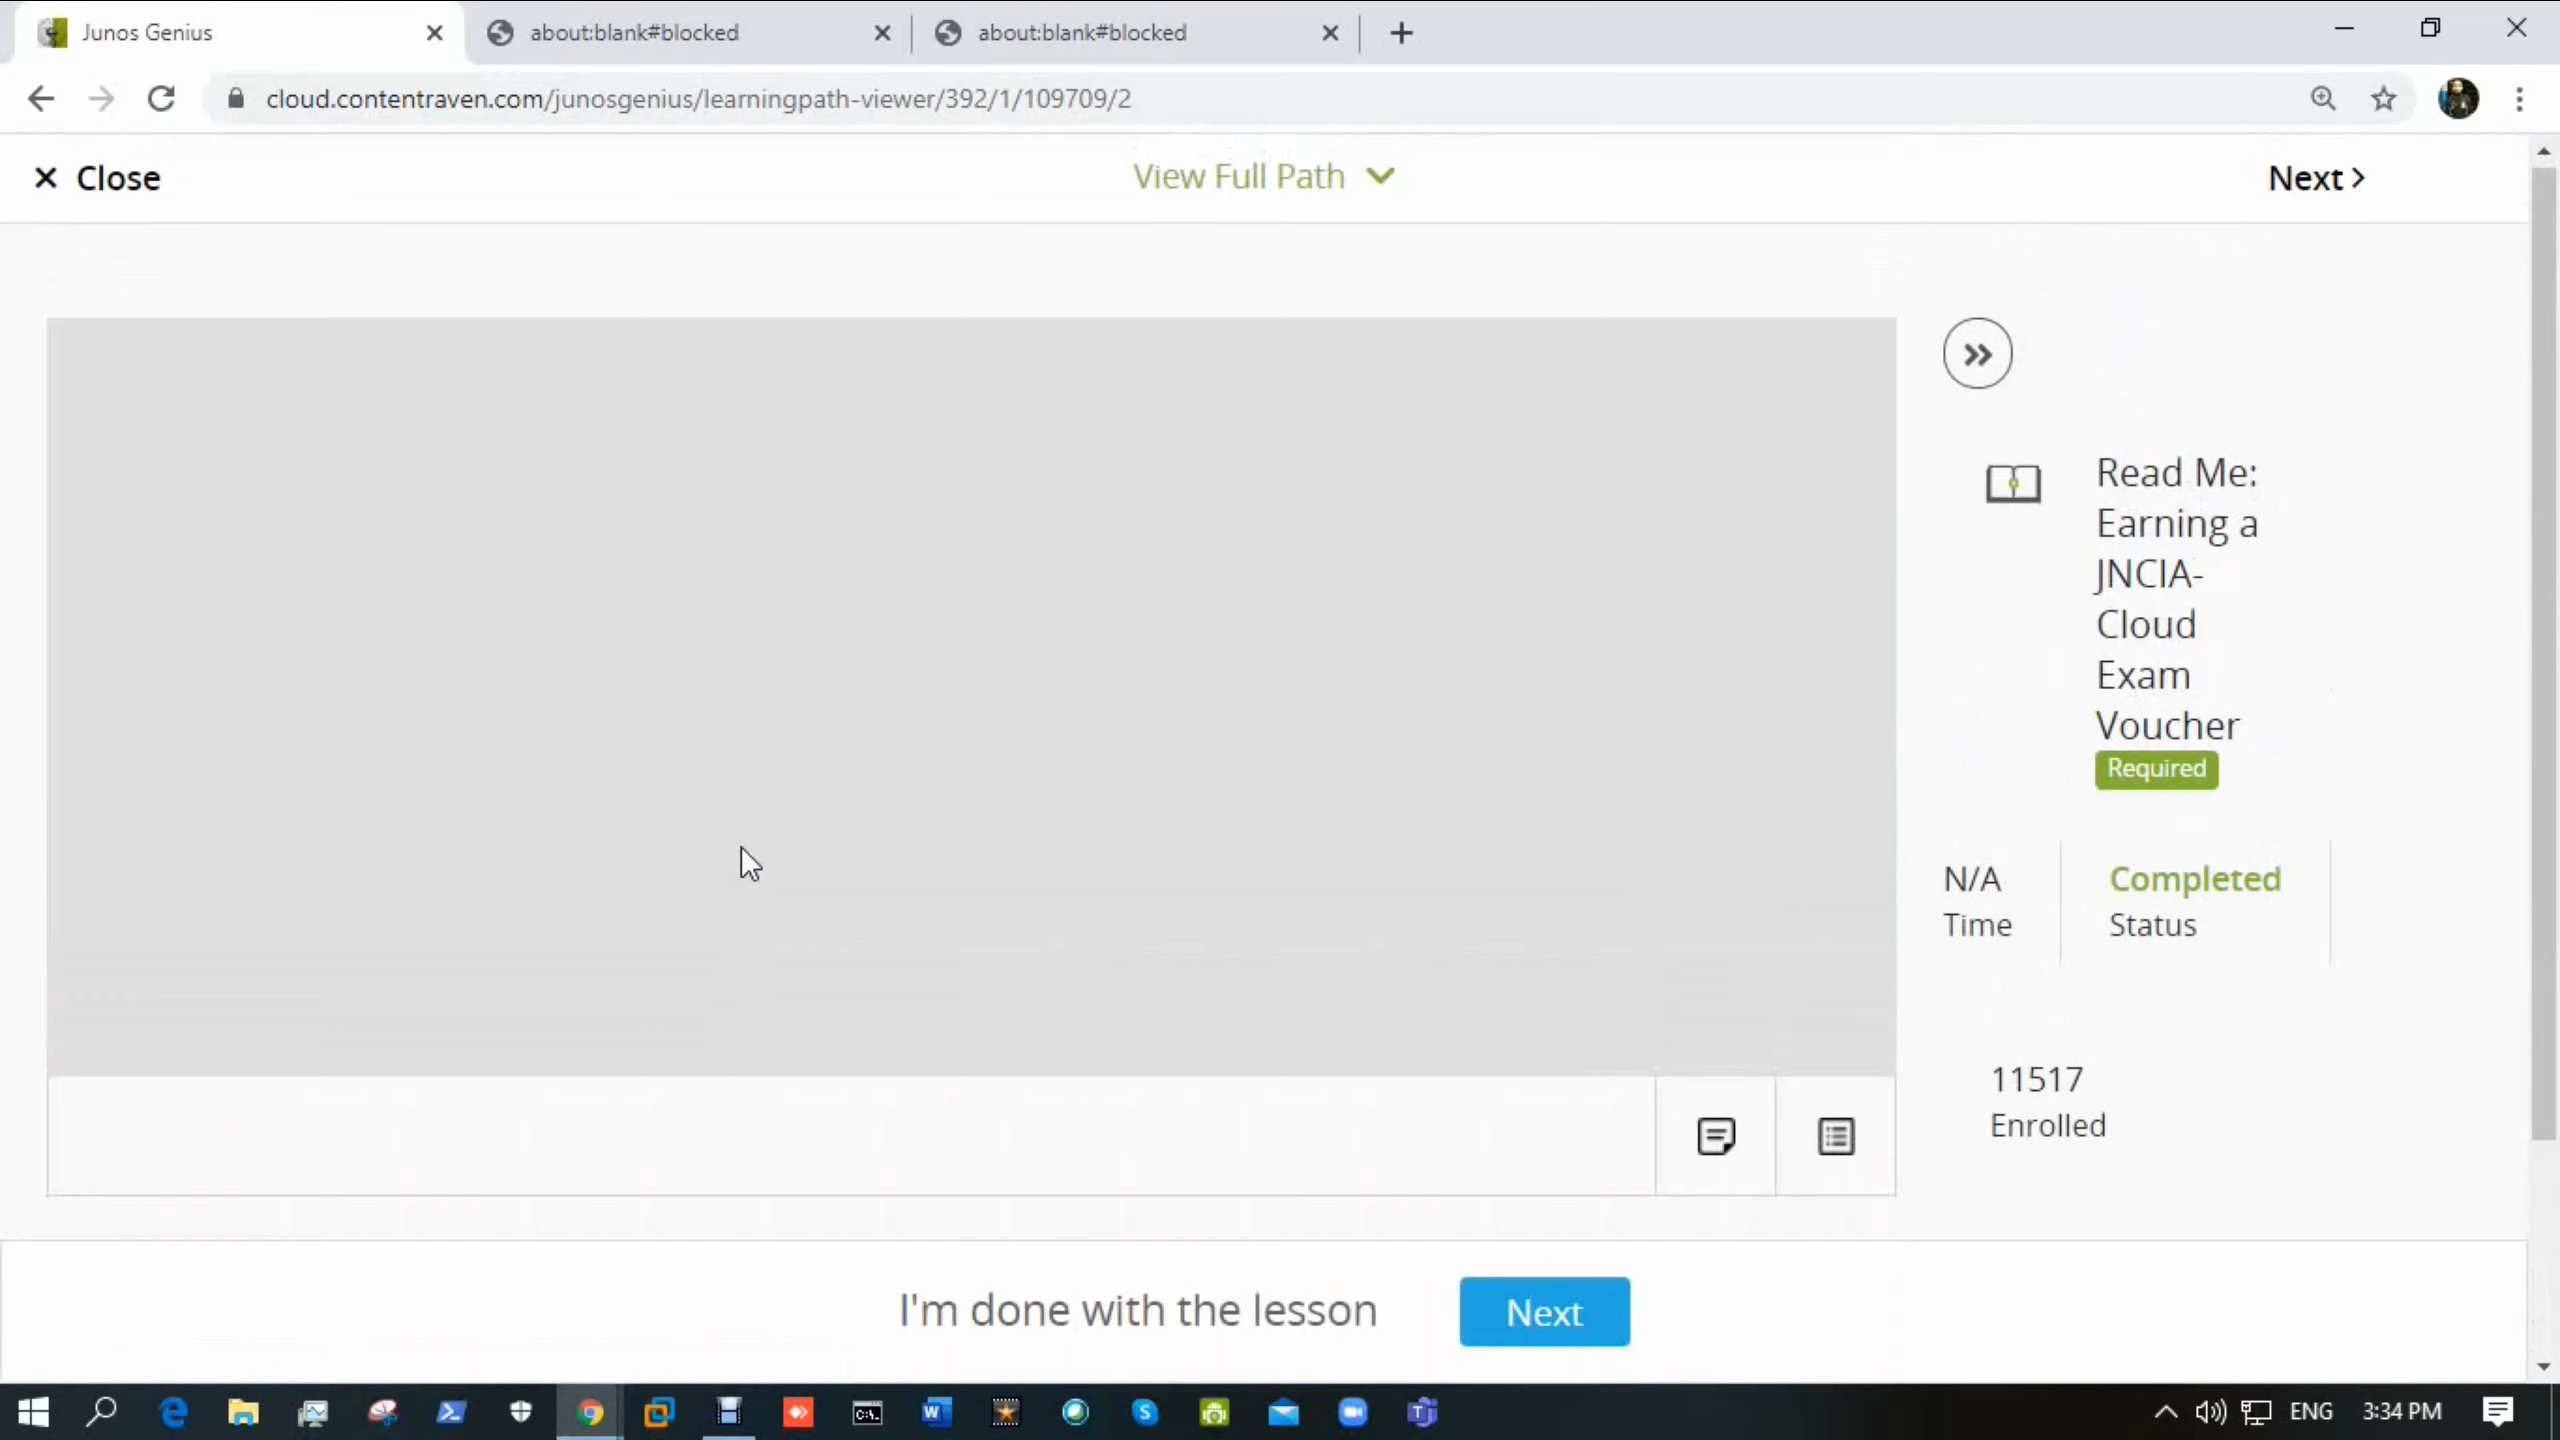 Junos Genius
about:blank#blocked
about:blank#blocked
cloud.contentraven.com/junosgenius/learningpath-viewer/392/1/109709/2
Close
View Full Path
Next
Read Me:
Earning a
JNCIA-
Cloud
Exam
Voucher
Required
N/A
Time
Completed
Status
11517
Enrolled
I'm done with the lesson
Next
ENG
3:34 PM